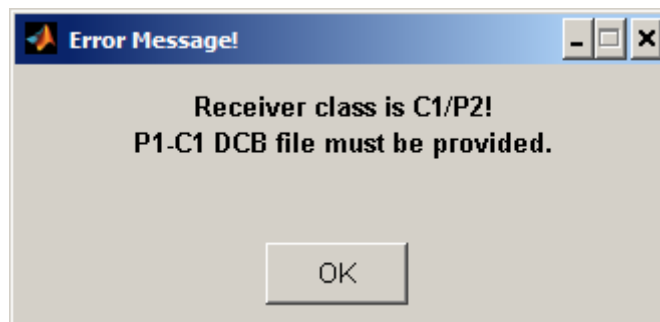 Error Message!
Receiver class is C1/P2!
P1-C1 DCB file must be provided.
OK